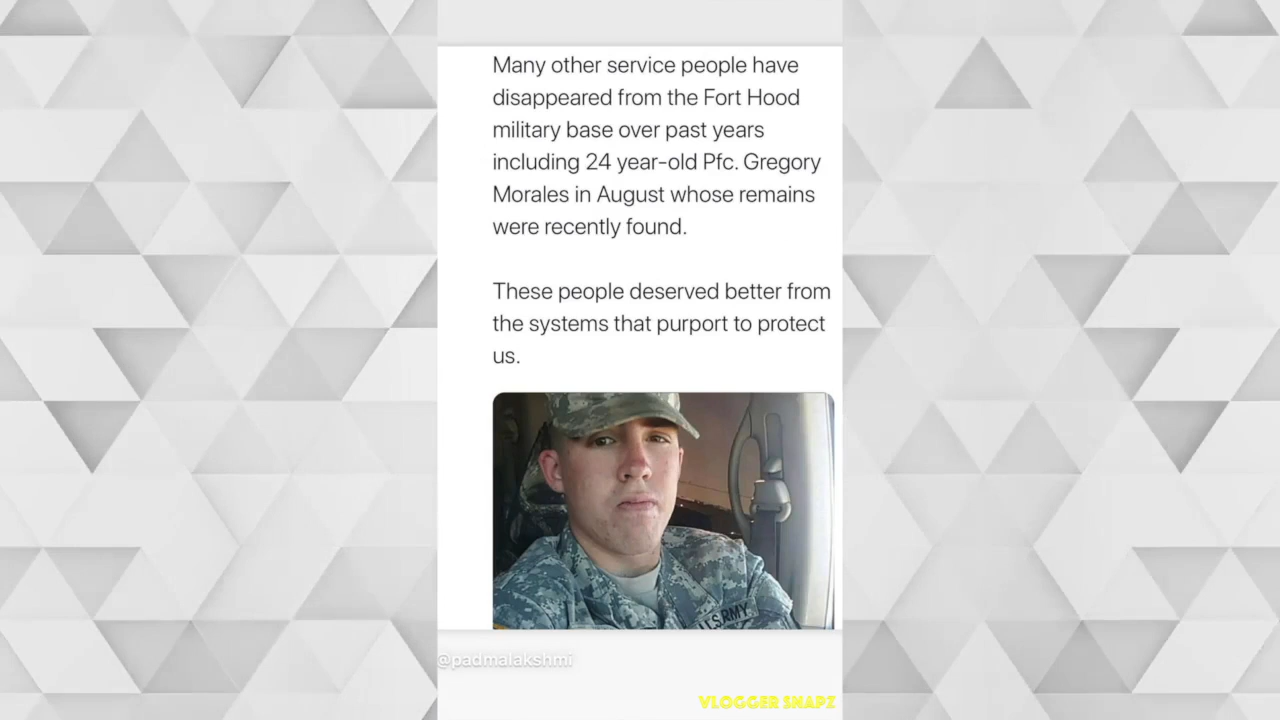 Many other service people have
disappeared from the Fort Hood
military base over past years
including 24 year-old Pfc. Gregory
Morales in August whose remains
were recently found.
These people deserved better from
the systems that purport to protect
us.
U.S. ARMY
@padmalakshmi
VLOGGER SNAPZ